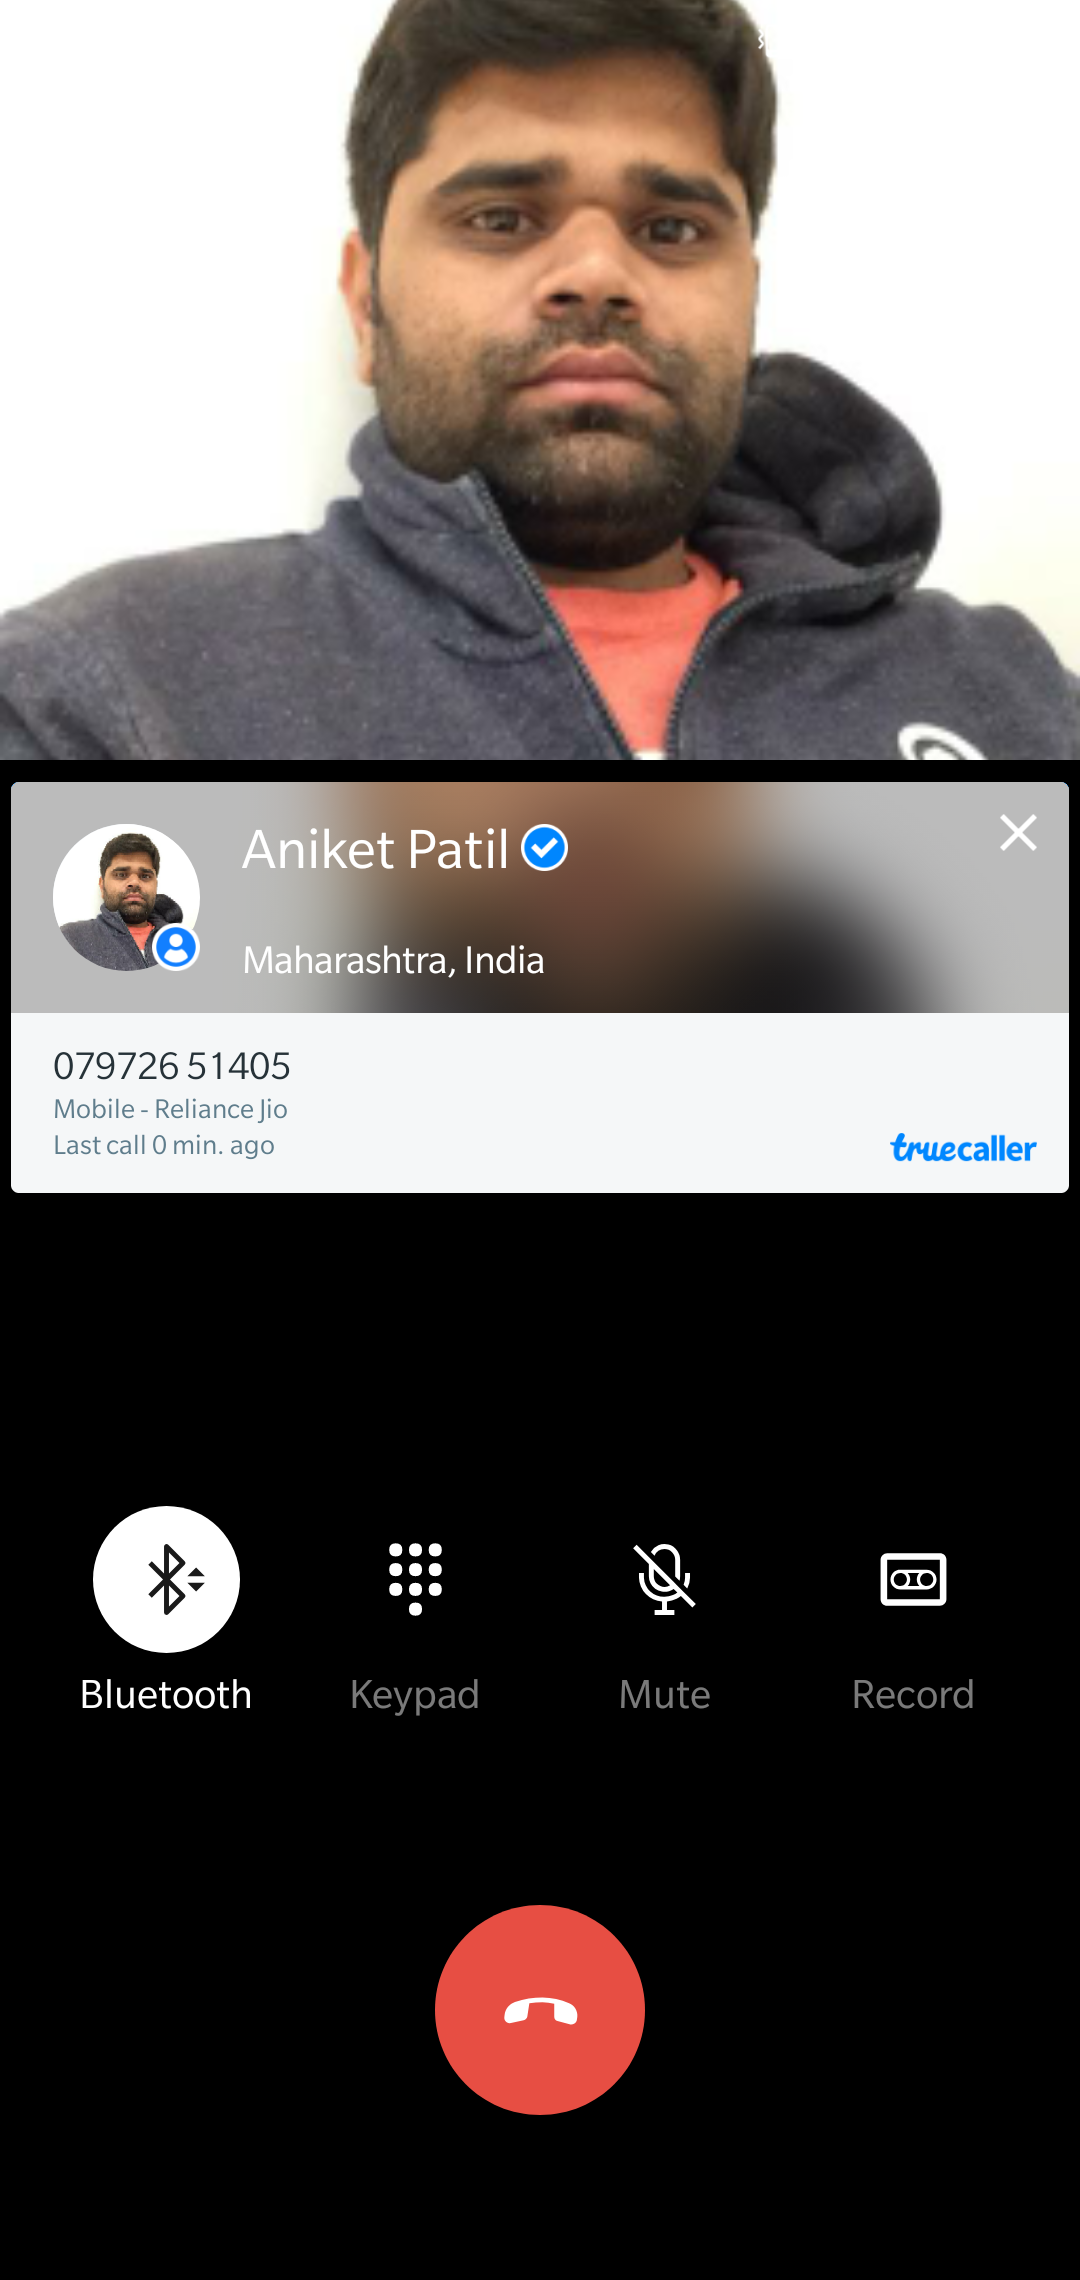 Aniket Patil
Maharashtra, India
079726 51405
Mobile - Reliance Jio
Last call 0 min. ago
truecaller
Bluetooth
Keypad
Mute
Record